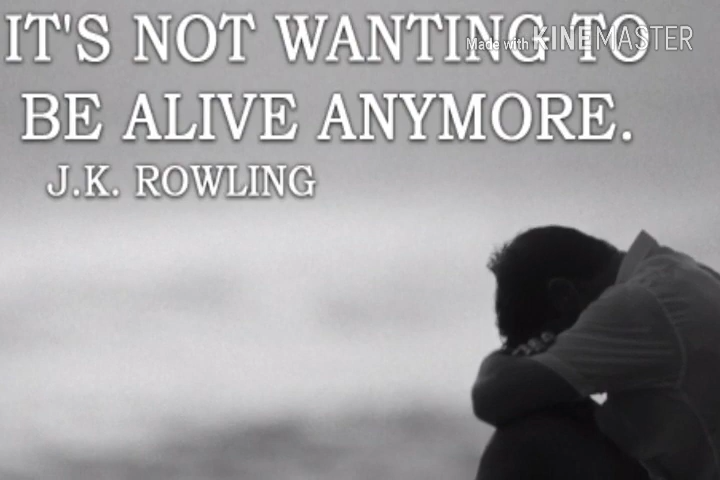 IT'S NOT WANTING TO
Made with KINEMASTER
BE ALIVE ANYMORE.
J.K. ROWLING